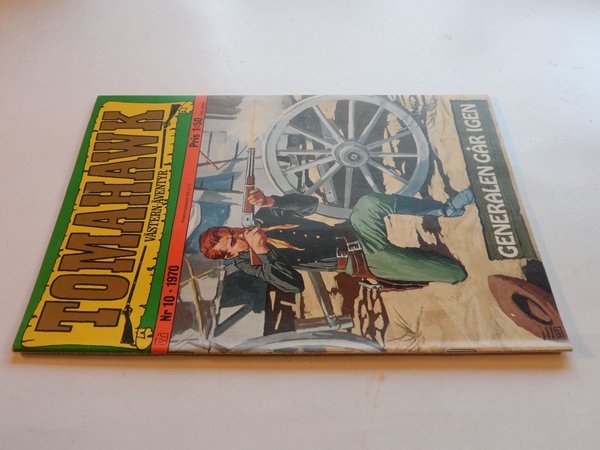 TOMAHAWK
VÄSTERN-ÄVENTYR
Nr 10 • 1970
Pris 1:50
GENERALEN GÅR IGEN